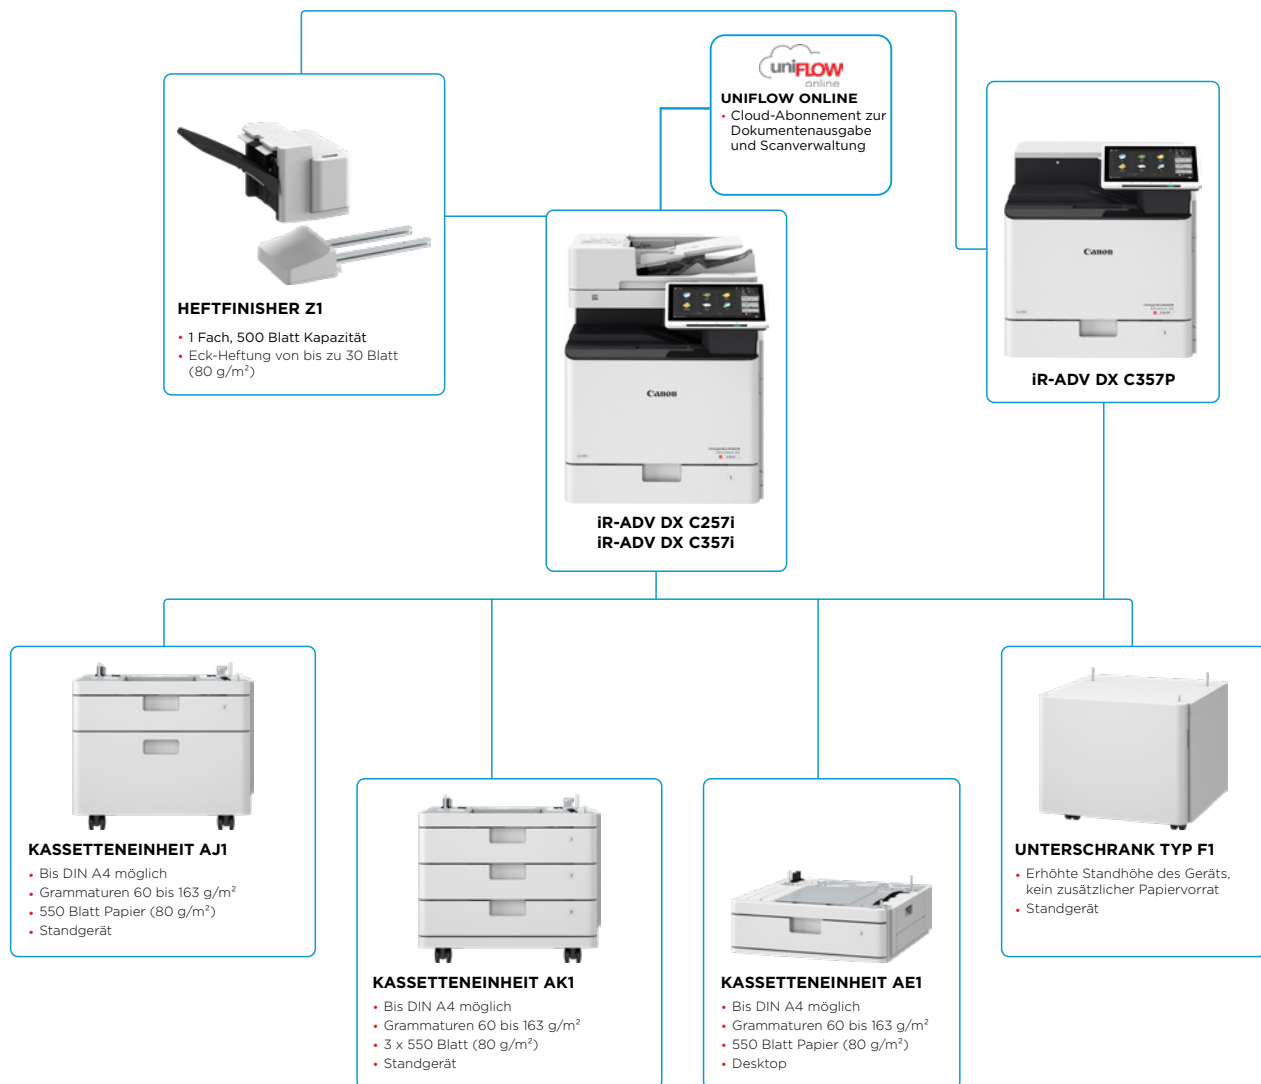 uniFLOW
online
UNIFLOW ONLINE
• Cloud-Abonnement zur
Dokumentenausgabe
und Scanverwaltung
HEFTFINISHER Z1
• 1 Fach, 500 Blatt Kapazität
• Eck-Heftung von bis zu 30 Blatt
(80 g/m²)
Canon
iR-ADV DX C257i
iR-ADV DX C357i
Canon
iR-ADV DX C357P
KASSETTENEINHEIT AJ1
• Bis DIN A4 möglich
• Grammaturen 60 bis 163 g/m²
• 550 Blatt Papier (80 g/m²)
• Standgerät
KASSETTENEINHEIT AK1
• Bis DIN A4 möglich
• Grammaturen 60 bis 163 g/m²
• 3 x 550 Blatt (80 g/m²)
• Standgerät
KASSETTENEINHEIT AE1
• Bis DIN A4 möglich
• Grammaturen 60 bis 163 g/m²
• 550 Blatt Papier (80 g/m²)
• Desktop
UNTERSCHRANK TYP F1
• Erhöhte Standhöhe des Geräts,
kein zusätzlicher Papiervorrat
• Standgerät